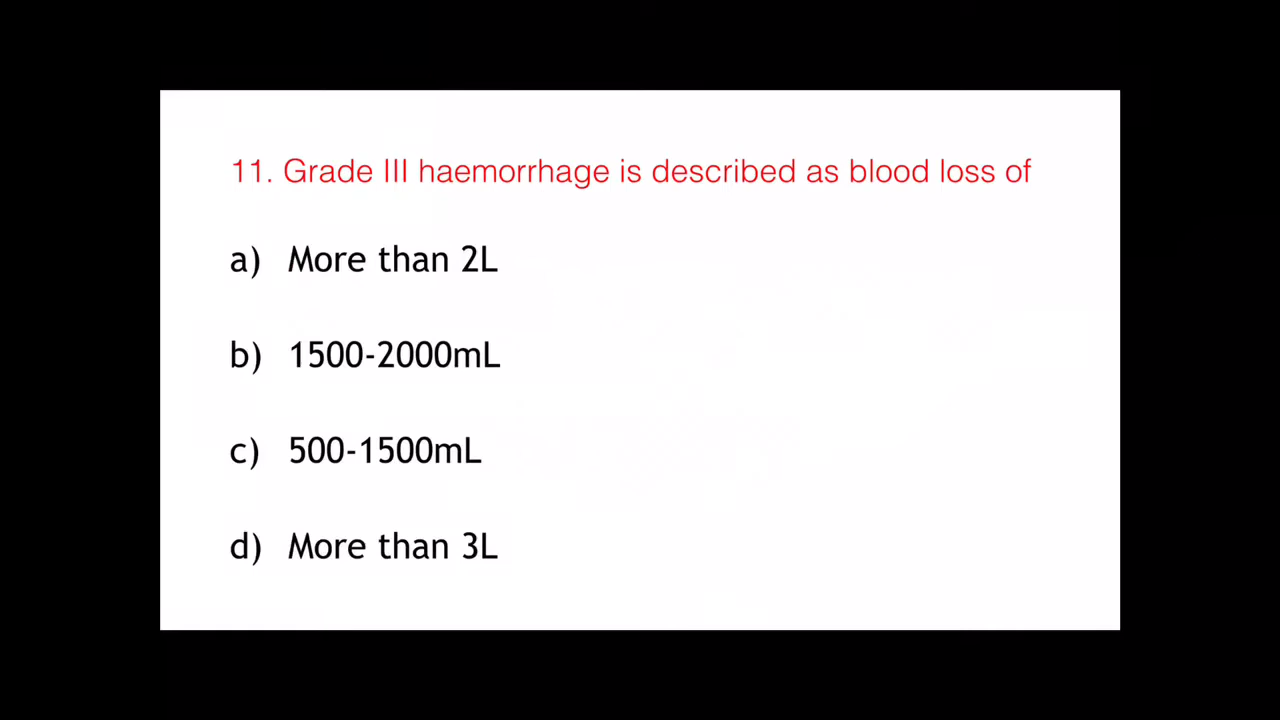 11. Grade III haemorrhage is described as blood loss of
a) More than 2L
b) 1500-2000mL
c) 500-1500mL
d) More than 3L